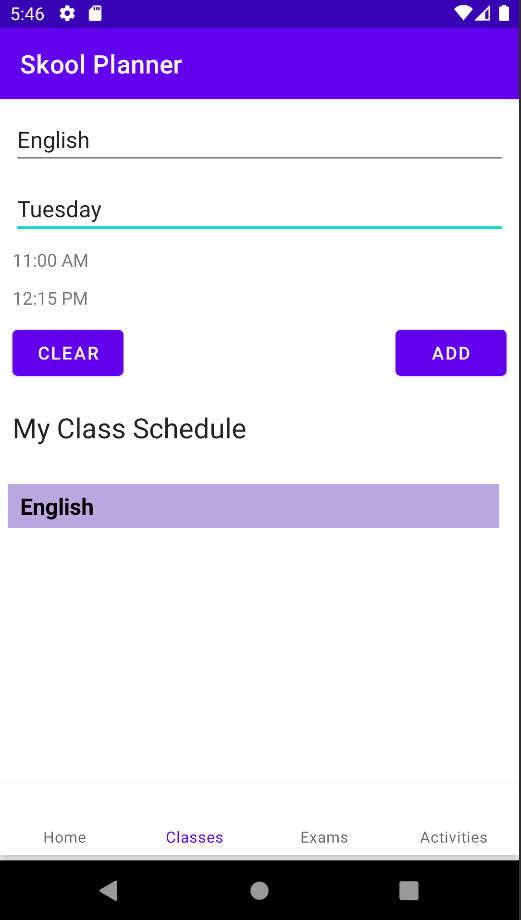 5:46
Skool Planner
English
Tuesday
11:00 AM
12:15 PM
CLEAR ADD
My Class Schedule
English
Home Classes Exams Activities